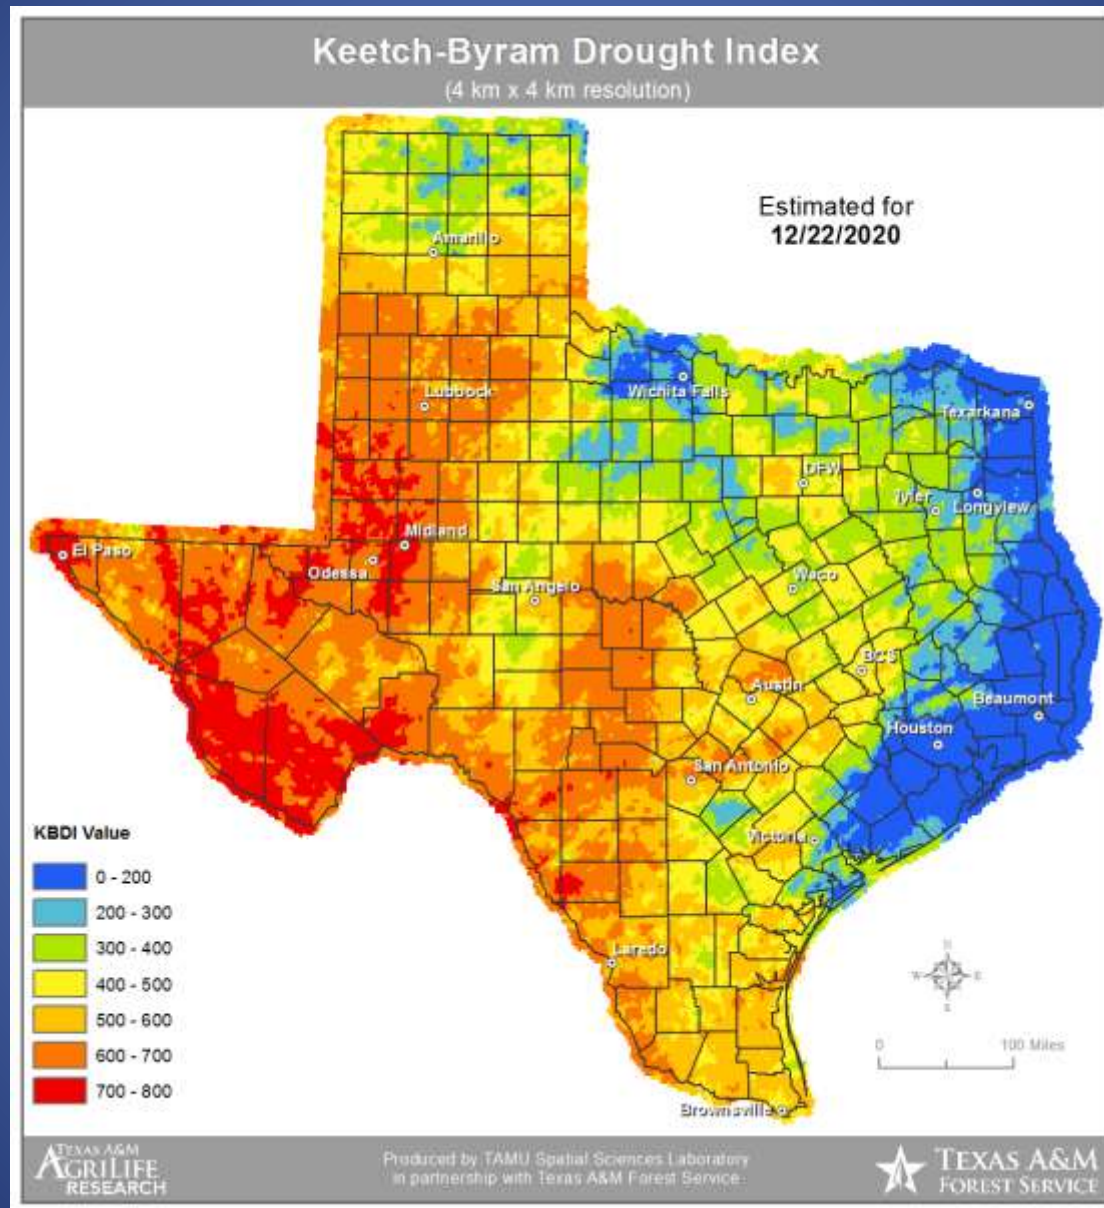 Keetch-Byram Drought Index
(4 km x 4 km resolution)
Estimated for
12/22/2020
Amarillo
Lubbock
Wichita Falls
Texarkana
DFW
Tyler
Longview
El Paso
Midland
Odessa
San Angelo
Waco
BCS
Austin
Beaumont
Houston
San Antonio
Victoria
Laredo
Brownsville
KBDI Value
0 - 200
200 - 300
300 - 400
400 - 500
500 - 600
600 - 700
700 - 800
N
W E
S
0 100 Miles
TEXAS A&M
AGRILIFE
RESEARCH
Produced by TAMU Spatial Sciences Laboratory
in partnership with Texas A&M Forest Service
TEXAS A&M
FOREST SERVICE